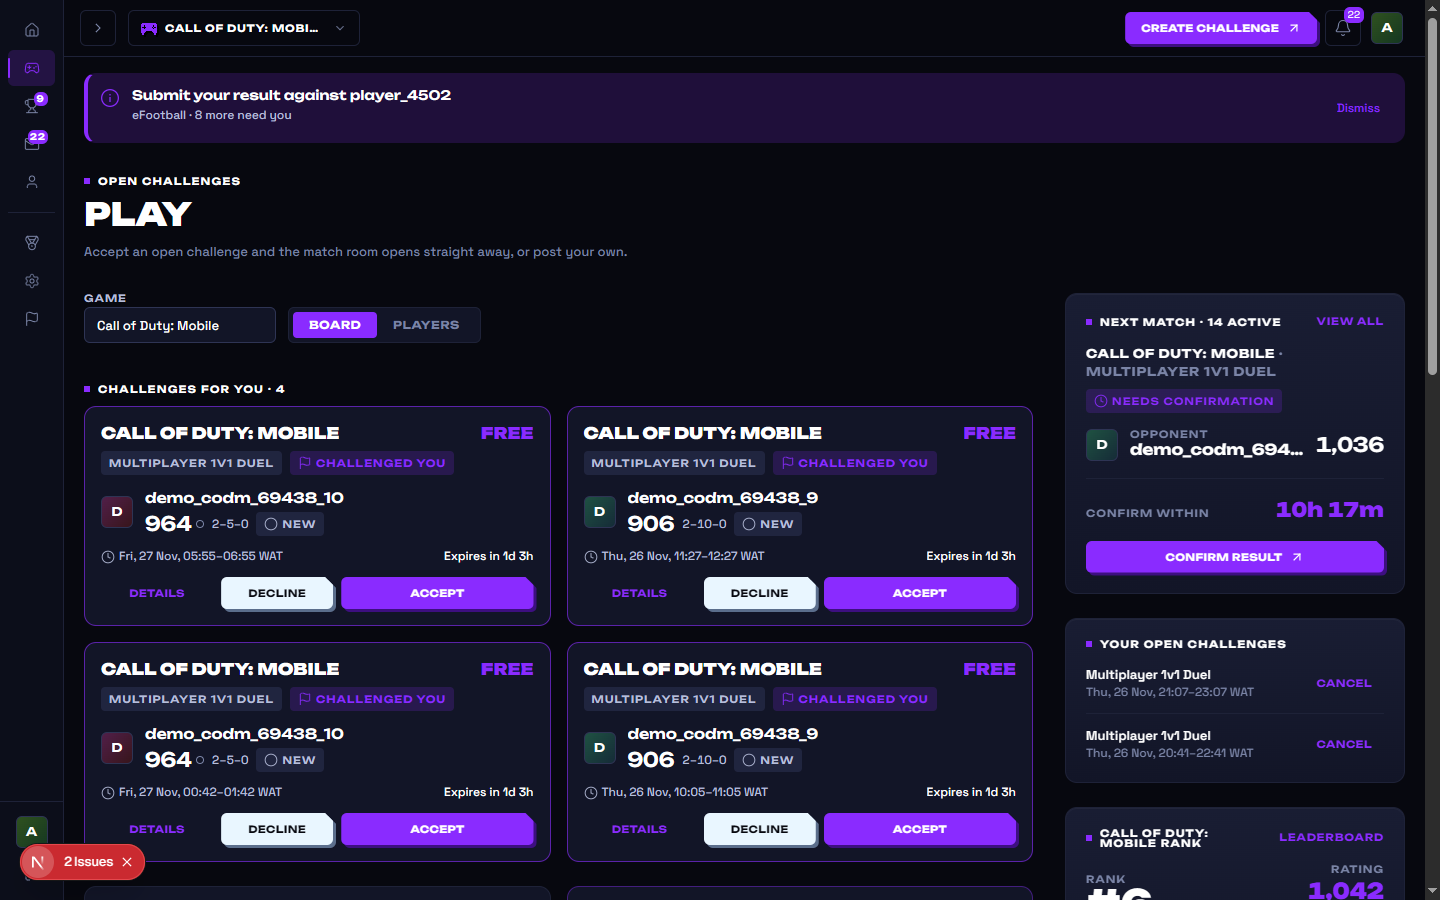 CALL OF DUTY: MOBI...
CREATE CHALLENGE
22
A
9
22
Submit your result against player_4502
eFootball · 8 more need you
Dismiss
OPEN CHALLENGES
PLAY
Accept an open challenge and the match room opens straight away, or post your own.
GAME
Call of Duty: Mobile
BOARD
PLAYERS
CHALLENGES FOR YOU · 4
CALL OF DUTY: MOBILE
FREE
MULTIPLAYER 1V1 DUEL
CHALLENGED YOU
D
demo_codm_69438_10
964
2-5-0
NEW
Fri, 27 Nov, 05:55–06:55 WAT
Expires in 1d 3h
DETAILS
DECLINE
ACCEPT
CALL OF DUTY: MOBILE
FREE
MULTIPLAYER 1V1 DUEL
CHALLENGED YOU
D
demo_codm_69438_9
906
2-10-0
NEW
Thu, 26 Nov, 11:27–12:27 WAT
Expires in 1d 3h
DETAILS
DECLINE
ACCEPT
CALL OF DUTY: MOBILE
FREE
MULTIPLAYER 1V1 DUEL
CHALLENGED YOU
D
demo_codm_69438_10
964
2-5-0
NEW
Fri, 27 Nov, 00:42–01:42 WAT
Expires in 1d 3h
DETAILS
DECLINE
ACCEPT
CALL OF DUTY: MOBILE
FREE
MULTIPLAYER 1V1 DUEL
CHALLENGED YOU
D
demo_codm_69438_9
906
2-10-0
NEW
Thu, 26 Nov, 10:05–11:05 WAT
Expires in 1d 3h
DETAILS
DECLINE
ACCEPT
NEXT MATCH · 14 ACTIVE
VIEW ALL
CALL OF DUTY: MOBILE ·
MULTIPLAYER 1V1 DUEL
NEEDS CONFIRMATION
D
OPPONENT
demo_codm_694...
1,036
CONFIRM WITHIN
10h 17m
CONFIRM RESULT
YOUR OPEN CHALLENGES
Multiplayer 1v1 Duel
Thu, 26 Nov, 21:07–23:07 WAT
CANCEL
Multiplayer 1v1 Duel
Thu, 26 Nov, 20:41–22:41 WAT
CANCEL
CALL OF DUTY:
MOBILE RANK
LEADERBOARD
RANK
#6
RATING
1,042
A
N
2 Issues